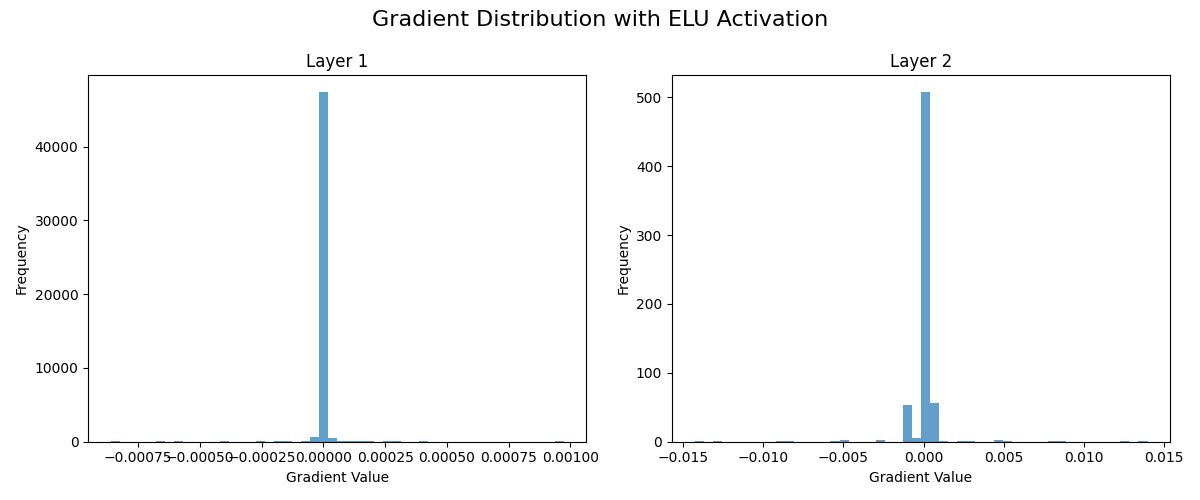 Gradient Distribution with ELU Activation
Layer 1
Frequency
40000
30000
20000
10000
0
−0.00075 −0.00050 −0.00025 0.00000 0.00025 0.00050 0.00075 0.00100
Gradient Value
Layer 2
Frequency
500
400
300
200
100
0
−0.015 −0.010 −0.005 0.000 0.005 0.010 0.015
Gradient Value